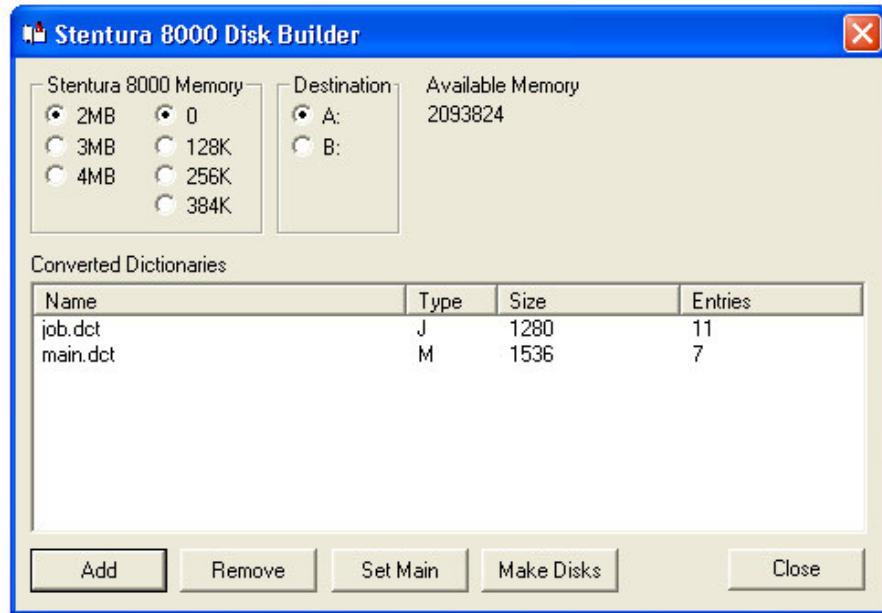 Stentura 8000 Disk Builder
Stentura 8000 Memory
2MB 0
3MB 128K
4MB 256K
384K
Destination
A:
B:
Available Memory
2093824
Converted Dictionaries
Name Type Size Entries
job.dct J 1280 11
main.dct M 1536 7
Add Remove Set Main Make Disks Close